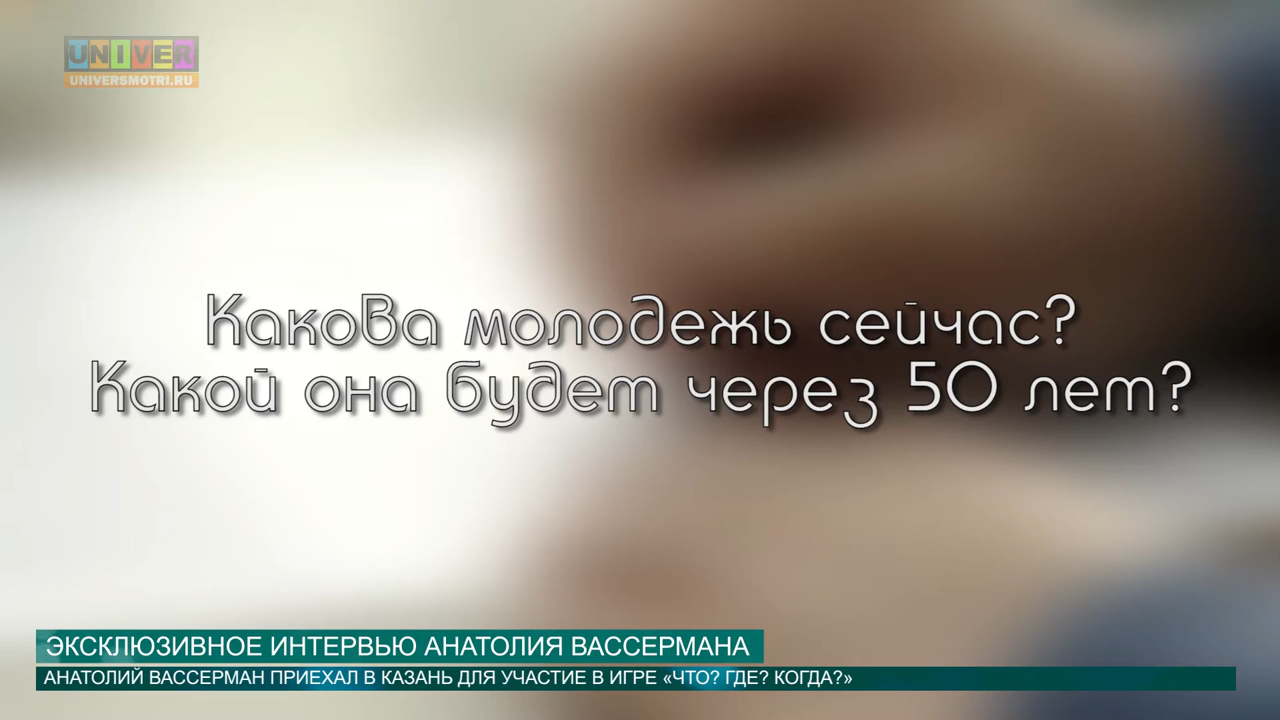 UNIVER
UNIVERSMOTRI.RU
Какова молодежь сейчас?
Какой она будет через 50 лет?
ЭКСКЛЮЗИВНОЕ ИНТЕРВЬЮ АНАТОЛИЯ ВАССЕРМАНА
АНАТОЛИЙ ВАССЕРМАН ПРИЕХАЛ В КАЗАНЬ ДЛЯ УЧАСТИЕ В ИГРЕ «ЧТО? ГДЕ? КОГДА?»